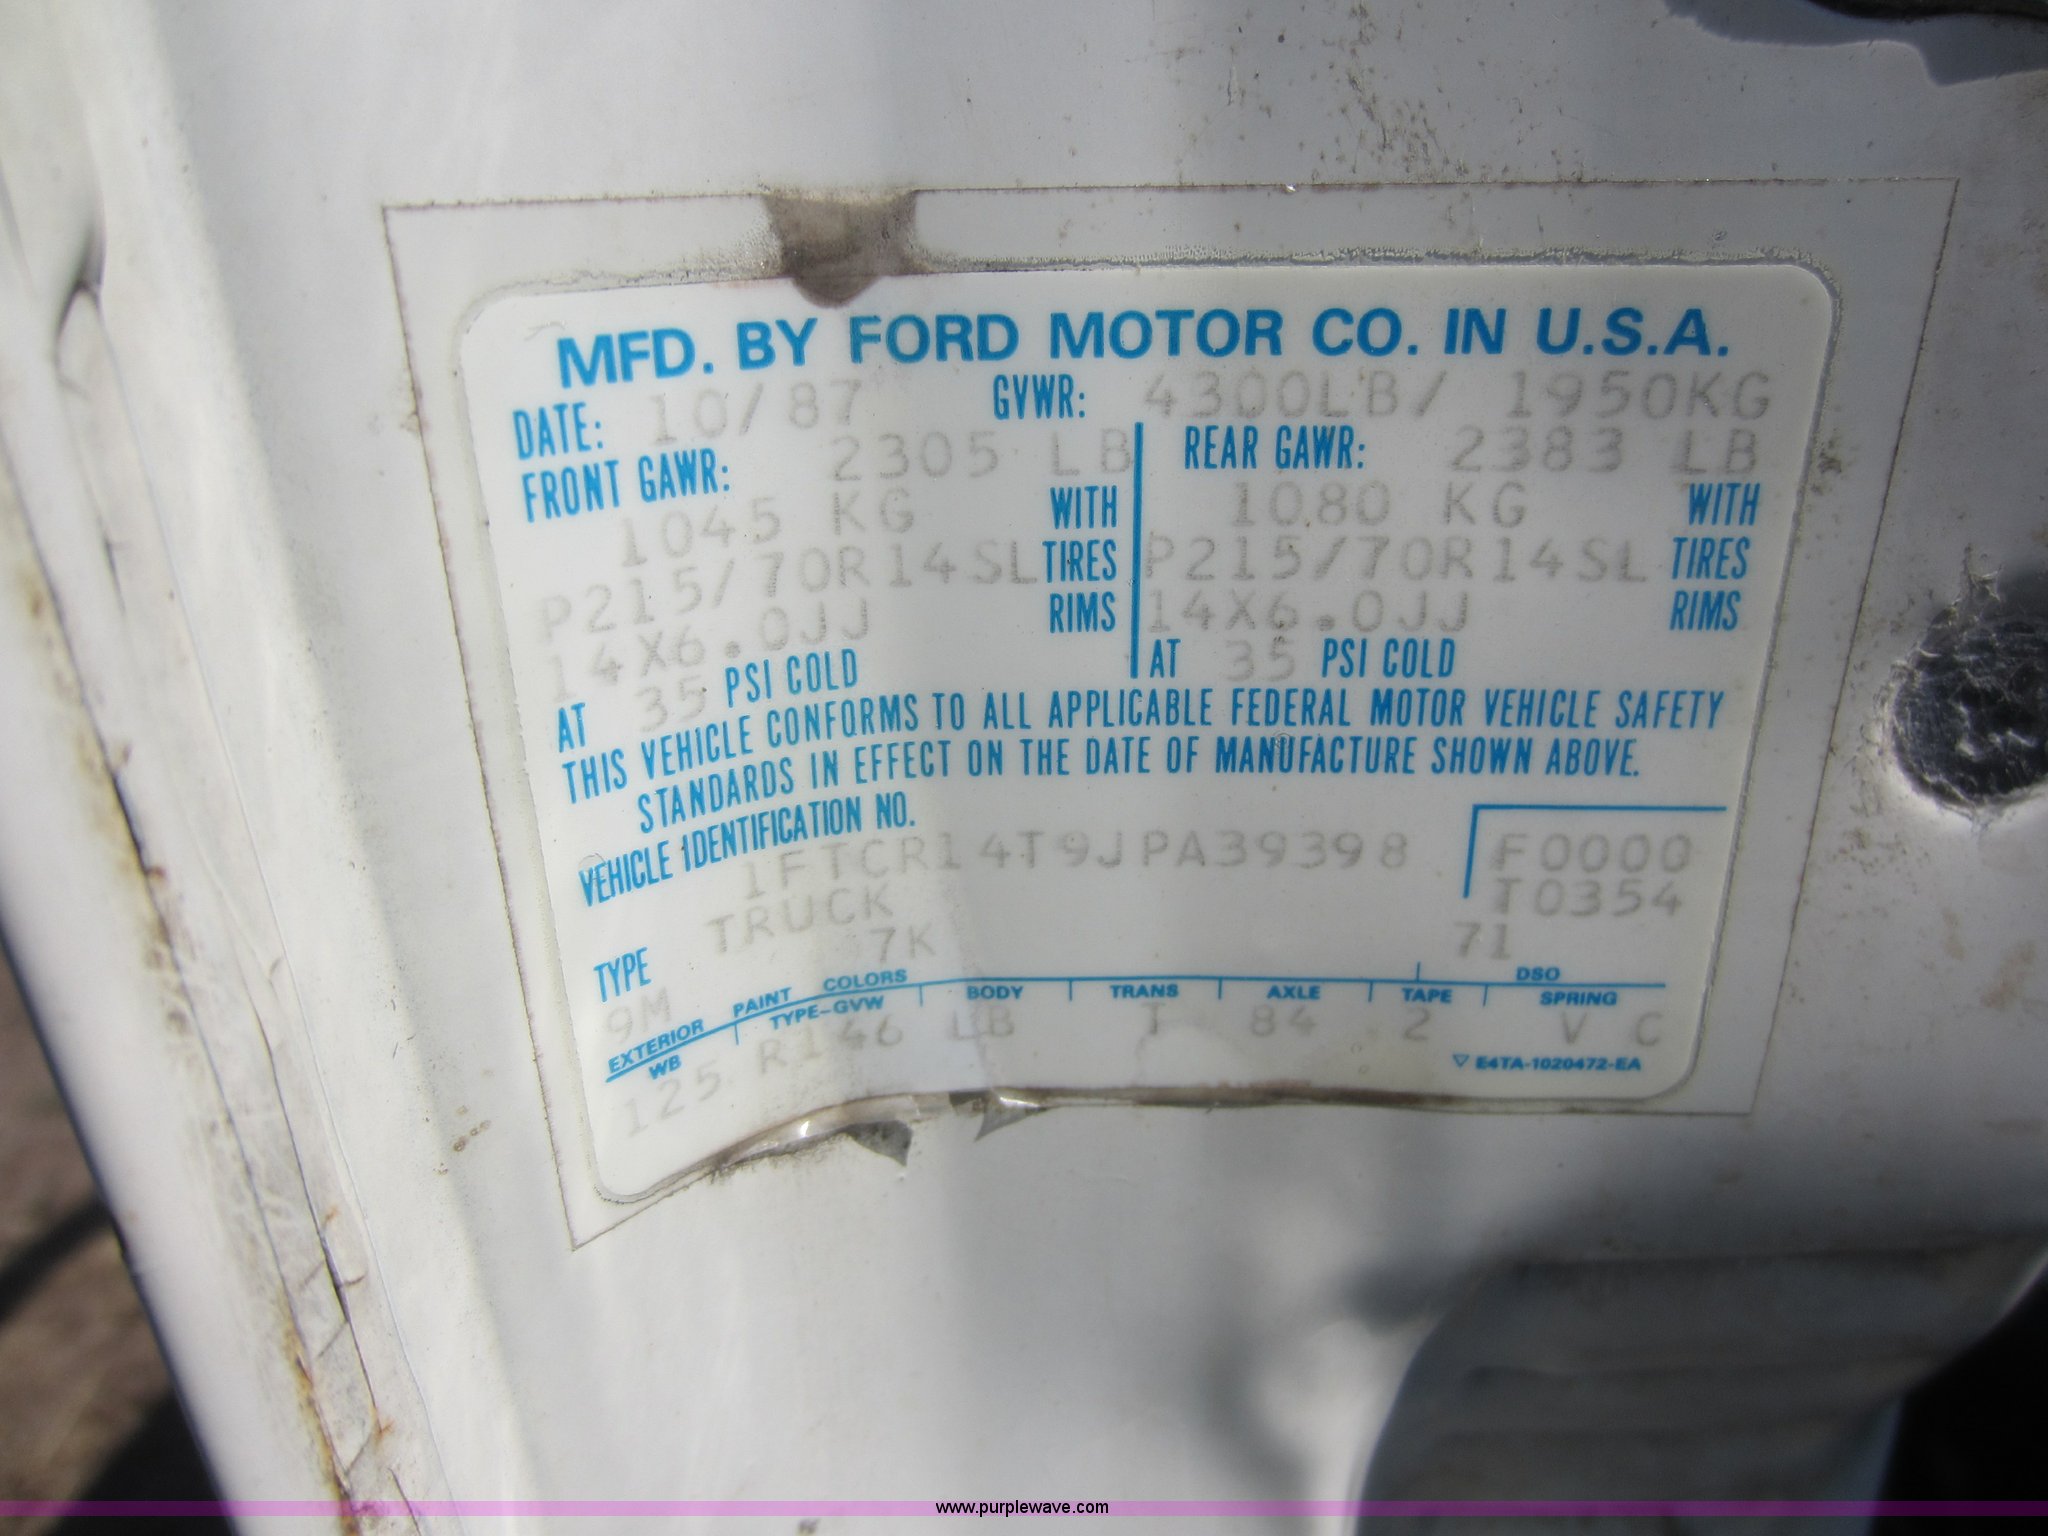 MFD. BY FORD MOTOR CO. IN U.S.A.
DATE: 10/87 GVWR: 4300LB/ 1950KG
FRONT GAWR: 2305 LB
1045 KG WITH
P215/70R14SL TIRES
14X6.0JJ RIMS
AT 35 PSI COLD
REAR GAWR: 2383 LB
1080 KG WITH
P215/70R14SL TIRES
14X6.0JJ RIMS
AT 35 PSI COLD
THIS VEHICLE CONFORMS TO ALL APPLICABLE FEDERAL MOTOR VEHICLE SAFETY
STANDARDS IN EFFECT ON THE DATE OF MANUFACTURE SHOWN ABOVE.
VEHICLE IDENTIFICATION NO.
1FTCR14T9JPA39398 F0000
TYPE TRUCK T0354
9M 7K 71
EXTERIOR PAINT COLORS DSO
WB TYPE-GVW BODY TRANS AXLE TAPE SPRING
125 R146 LB T 84 2 V C
▽ E4TA-1020472-EA
www.purplewave.com